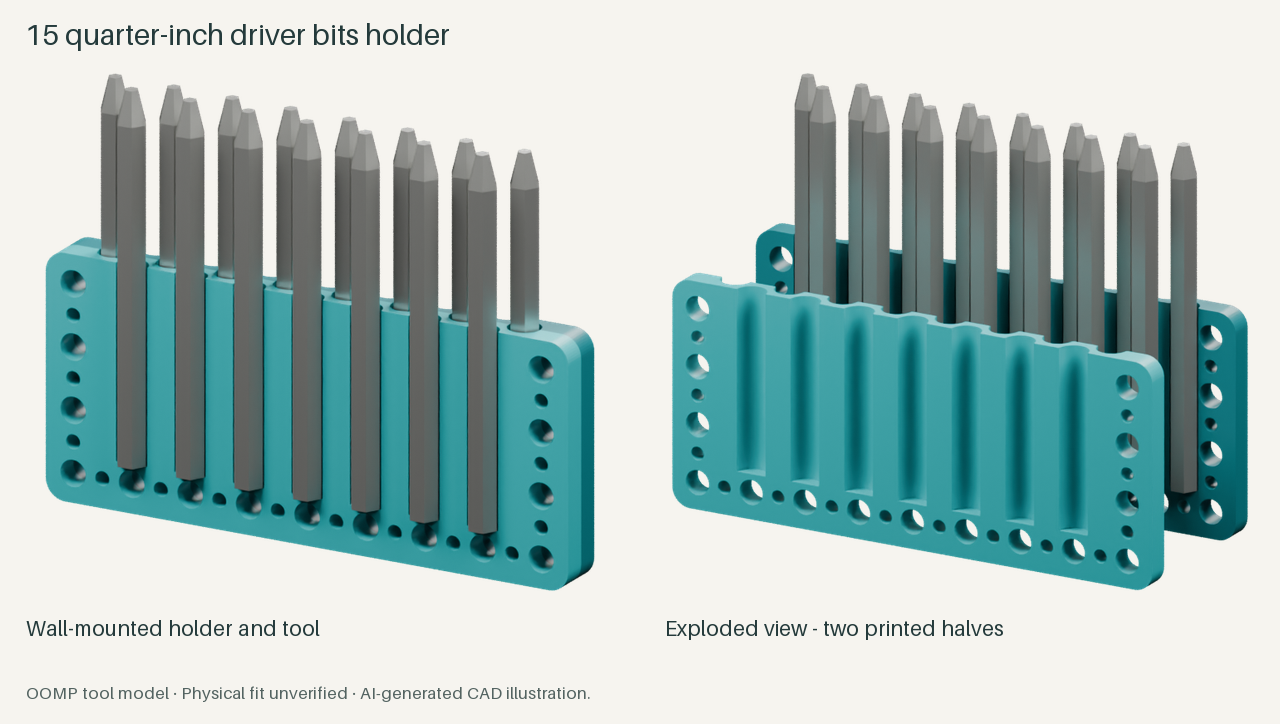 15 quarter-inch driver bits holder
Wall-mounted holder and tool
Exploded view - two printed halves
OOMP tool model · Physical fit unverified · AI-generated CAD illustration.